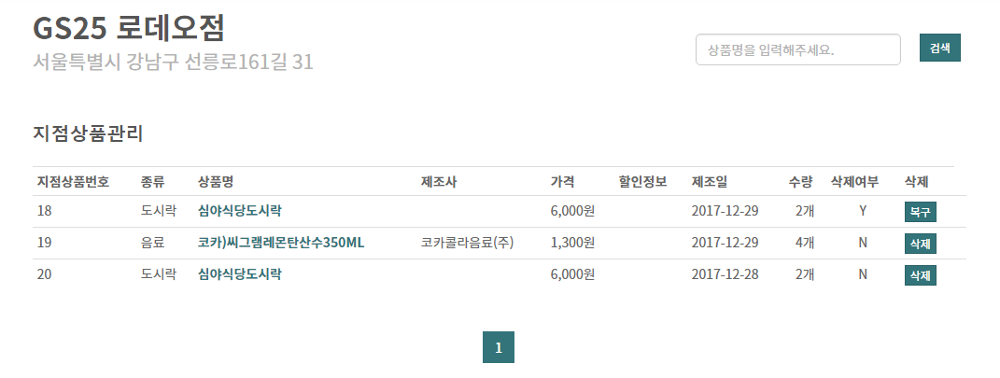 GS25 로데오점
서울특별시 강남구 선릉로161길 31
상품명을 입력해주세요.
검색
지점상품관리
지점상품번호 종류 상품명 제조사 가격 할인정보 제조일 수량 삭제여부 삭제
18 도시락 심야식당도시락 6,000원 2017-12-29 2개 Y 복구
19 음료 코카)씨그램레몬탄산수350ML 코카콜라음료(주) 1,300원 2017-12-29 4개 N 삭제
20 도시락 심야식당도시락 6,000원 2017-12-28 2개 N 삭제
1